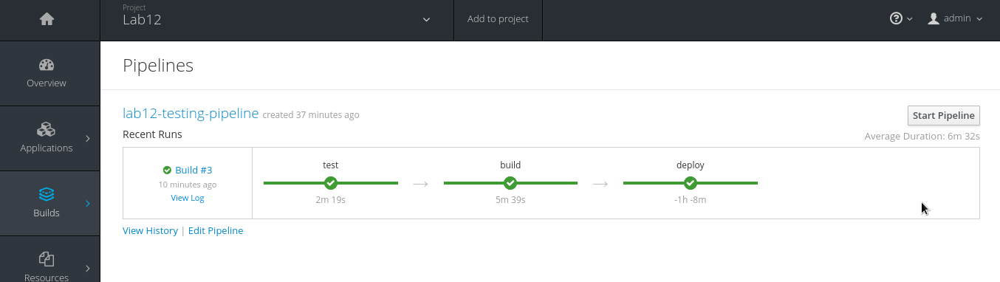 Project
Lab12
Add to project
admin
Overview
Applications
Builds
Resources
Pipelines
lab12-testing-pipeline created 37 minutes ago
Start Pipeline
Recent Runs
Average Duration: 6m 32s
Build #3
10 minutes ago
View Log
test
2m 19s
build
5m 39s
deploy
-1h -8m
View History | Edit Pipeline